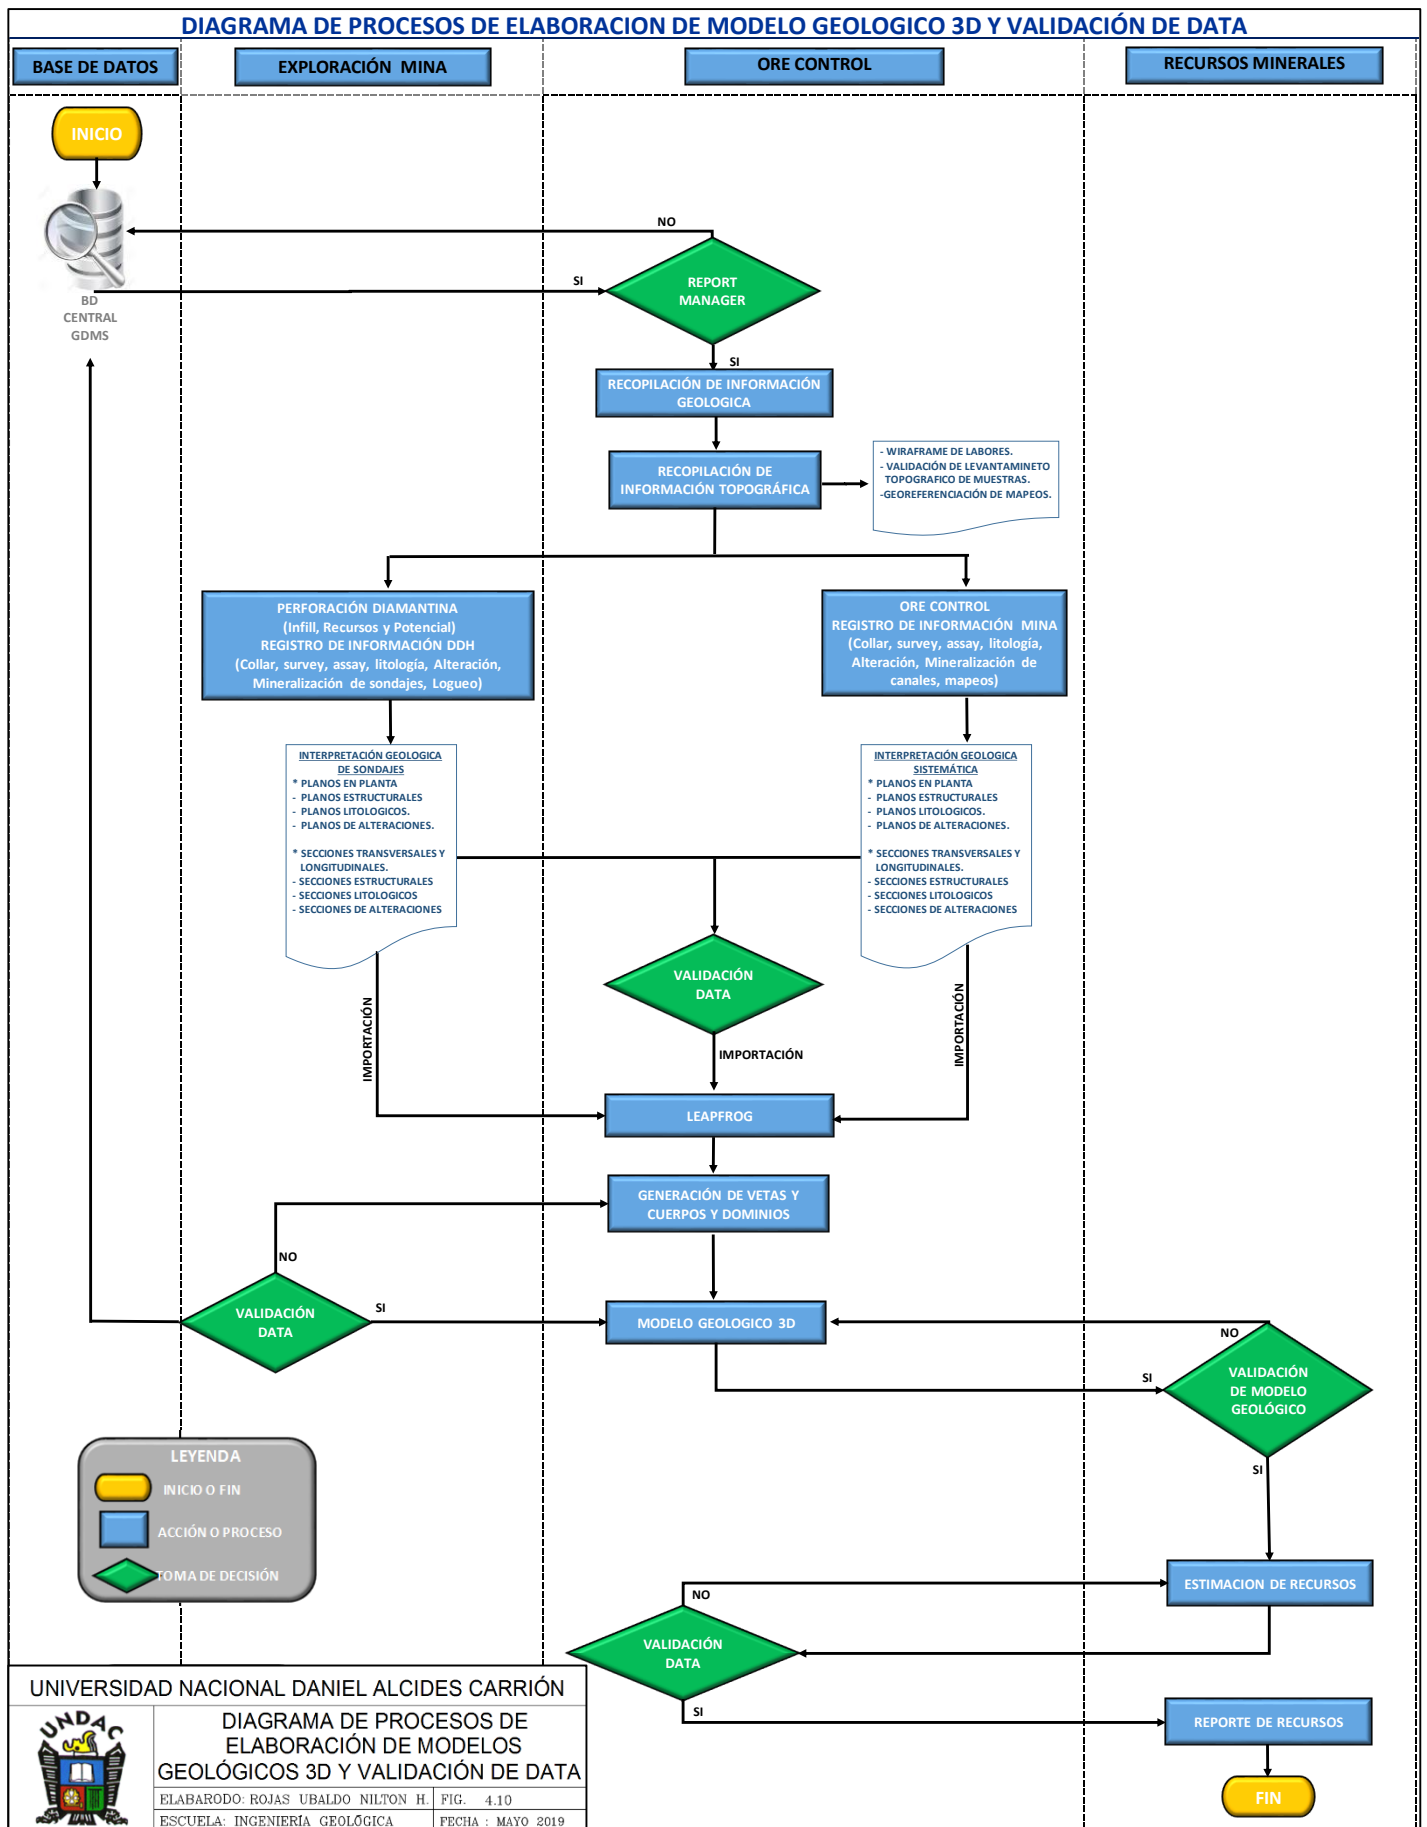 DIAGRAMA DE PROCESOS DE ELABORACION DE MODELO GEOLOGICO 3D Y VALIDACIÓN DE DATA
BASE DE DATOS
EXPLORACIÓN MINA
ORE CONTROL
RECURSOS MINERALES
INICIO
BD
CENTRAL
GDMS
NO
SI
REPORT
MANAGER
SI
RECOPILACIÓN DE INFORMACIÓN
GEOLOGICA
RECOPILACIÓN DE
INFORMACIÓN TOPOGRÁFICA
- WIRAFRAME DE LABORES.
- VALIDACIÓN DE LEVANTAMINETO
TOPOGRAFICO DE MUESTRAS.
-GEOREFERENCIACIÓN DE MAPEOS.
PERFORACIÓN DIAMANTINA
(Infill, Recursos y Potencial)
REGISTRO DE INFORMACIÓN DDH
(Collar, survey, assay, litología, Alteración,
Mineralización de sondajes, Logueo)
ORE CONTROL
REGISTRO DE INFORMACIÓN MINA
(Collar, survey, assay, litología,
Alteración, Mineralización de
canales, mapeos)
INTERPRETACIÓN GEOLOGICA
DE SONDAJES
* PLANOS EN PLANTA
- PLANOS ESTRUCTURALES
- PLANOS LITOLOGICOS.
- PLANOS DE ALTERACIONES.
* SECCIONES TRANSVERSALES Y
LONGITUDINALES.
- SECCIONES ESTRUCTURALES
- SECCIONES LITOLOGICOS
- SECCIONES DE ALTERACIONES
INTERPRETACIÓN GEOLOGICA
SISTEMÁTICA
* PLANOS EN PLANTA
- PLANOS ESTRUCTURALES
- PLANOS LITOLOGICOS.
- PLANOS DE ALTERACIONES.
* SECCIONES TRANSVERSALES Y
LONGITUDINALES.
- SECCIONES ESTRUCTURALES
- SECCIONES LITOLOGICOS
- SECCIONES DE ALTERACIONES
VALIDACIÓN
DATA
IMPORTACIÓN
IMPORTACIÓN
IMPORTACIÓN
LEAPFROG
GENERACIÓN DE VETAS Y
CUERPOS Y DOMINIOS
NO
VALIDACIÓN
DATA
SI
MODELO GEOLOGICO 3D
NO
SI
VALIDACIÓN
DE MODELO
GEOLÓGICO
SI
LEYENDA
INICIO O FIN
ACCIÓN O PROCESO
TOMA DE DECISIÓN
ESTIMACION DE RECURSOS
NO
VALIDACIÓN
DATA
SI
REPORTE DE RECURSOS
FIN
UNIVERSIDAD NACIONAL DANIEL ALCIDES CARRIÓN
UNDAC
DIAGRAMA DE PROCESOS DE
ELABORACIÓN DE MODELOS
GEOLÓGICOS 3D Y VALIDACIÓN DE DATA
ELABARODO: ROJAS UBALDO NILTON H.
FIG. 4.10
ESCUELA: INGENIERÍA GEOLÓGICA
FECHA : MAYO 2019